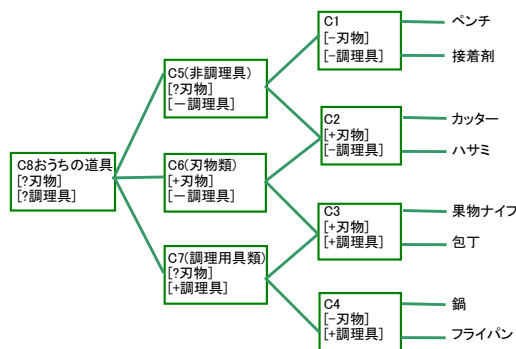 C8おうちの道具
[?刃物]
[?調理具]
C5(非調理具)
[?刃物]
[ー調理具]
C6(刃物類)
[+刃物]
[ー調理具]
C7(調理用具類)
[?刃物]
[+調理具]
C1
[-刃物]
[-調理具]
C2
[+刃物]
[-調理具]
C3
[+刃物]
[+調理具]
C4
[-刃物]
[+調理具]
ペンチ
接着剤
カッター
ハサミ
果物ナイフ
包丁
鍋
フライパン